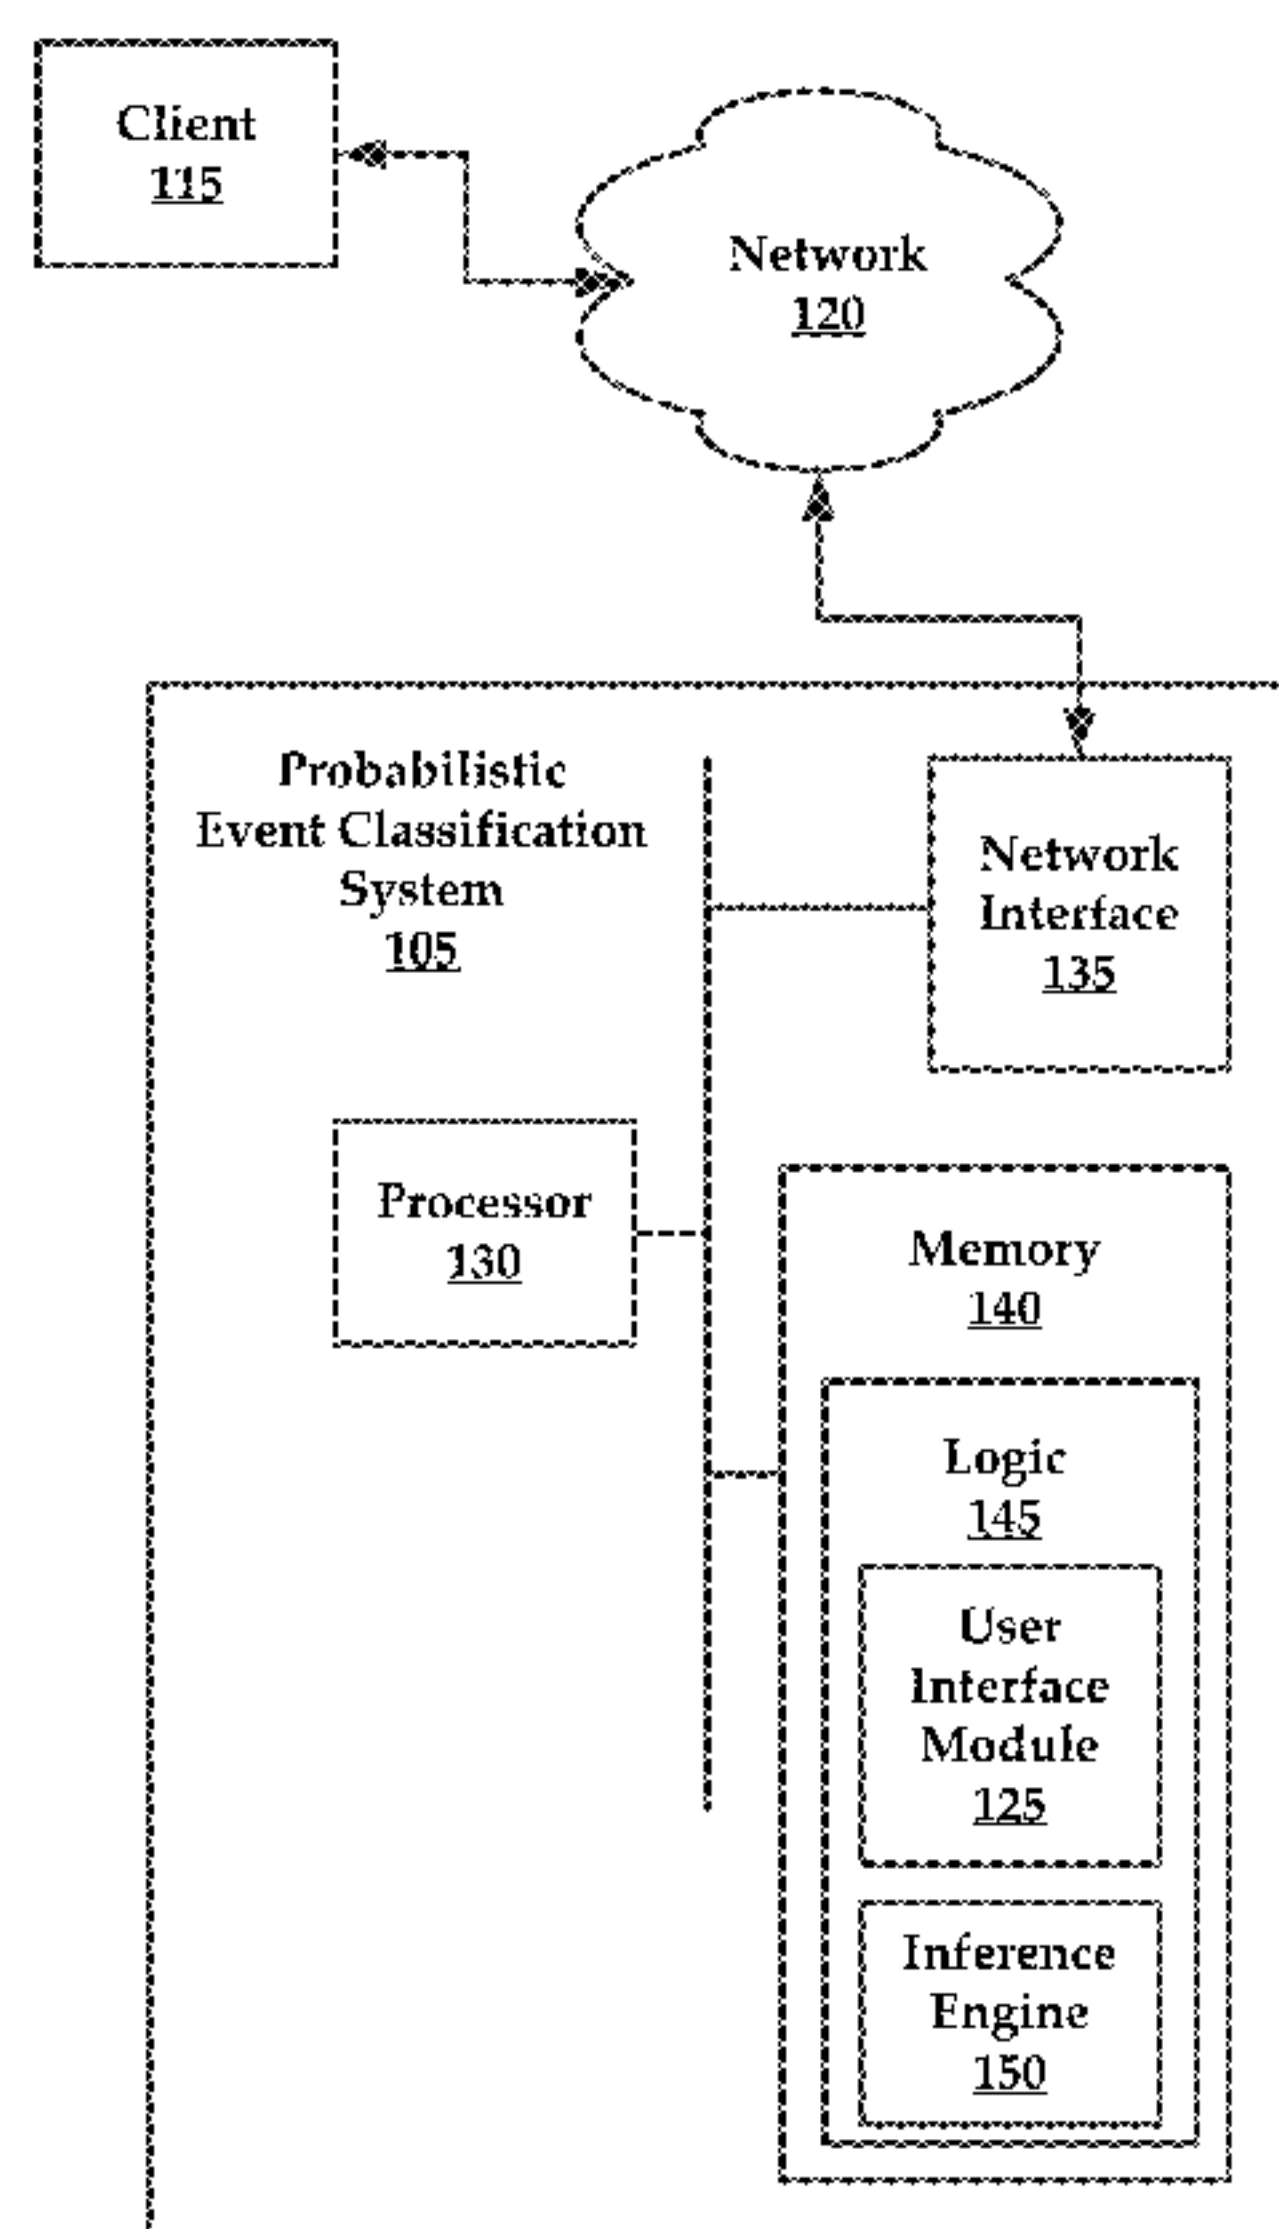 Client
115
Network
120
Probabilistic
Event Classification
System
105
Network
Interface
135
Processor
130
Memory
140
Logic
145
User
Interface
Module
125
Inference
Engine
150